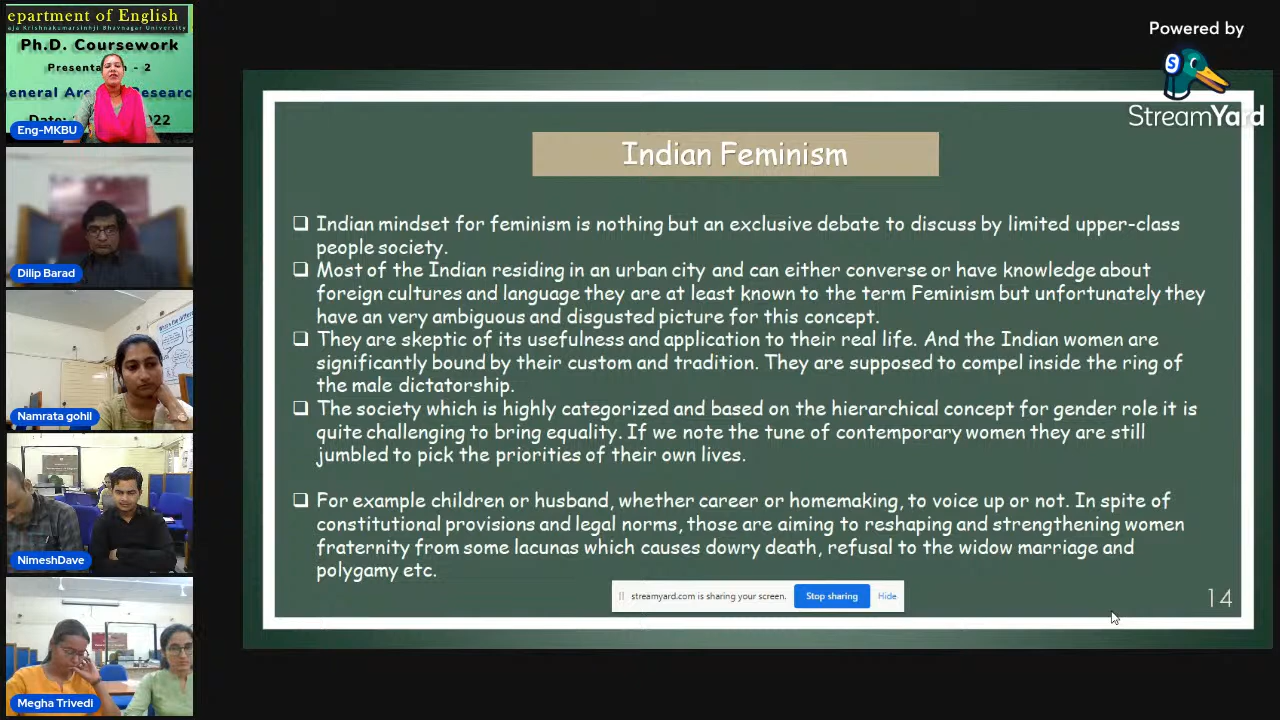 epartment of English
aja Krishnakumarsinhji Bhavnagar University
Ph.D. Coursework
- 2
eneral Ar
Researc
Date:
022
Eng-MKBU
Dilip Barad
Namrata gohil
NimeshDave
Megha Trivedi
Powered by
S
StreamYard
Indian Feminism
Indian mindset for feminism is nothing but an exclusive debate to discuss by limited upper-class
people society.
Most of the Indian residing in an urban city and can either converse or have knowledge about
foreign cultures and language they are at least known to the term Feminism but unfortunately they
have an very ambiguous and disgusted picture for this concept.
They are skeptic of its usefulness and application to their real life. And the Indian women are
significantly bound by their custom and tradition. They are supposed to compel inside the ring of
the male dictatorship.
The society which is highly categorized and based on the hierarchical concept for gender role it is
quite challenging to bring equality. If we note the tune of contemporary women they are still
jumbled to pick the priorities of their own lives.
For example children or husband, whether career or homemaking, to voice up or not. In spite of
constitutional provisions and legal norms, those are aiming to reshaping and strengthening women
fraternity from some lacunas which causes dowry death, refusal to the widow marriage and
polygamy etc.
streamyard.com is sharing your screen.
Stop sharing
Hide
14